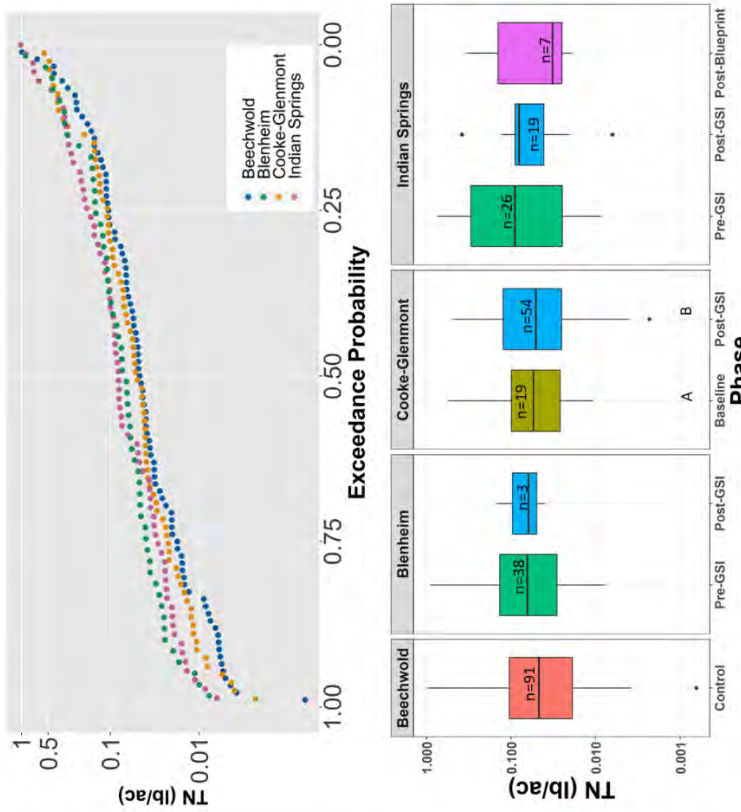 TN (lb/ac)
1
0.5
0.1
0.01
1.00
0.75
0.50
0.25
0.00
Exceedance Probability
Beechwold
Blenheim
Cooke-Glenmont
Indian Springs
TN (lb/ac)
1.000
0.100
0.010
0.001
Beechwold
Blenheim
Cooke-Glenmont
Indian Springs
n=91
n=38
n=3
n=19
n=54
n=26
n=19
n=7
A
B
Control
Pre-GSI
Post-GSI
Baseline
Post-GSI
Pre-GSI
Post-GSI
Post-Blueprint
Phase